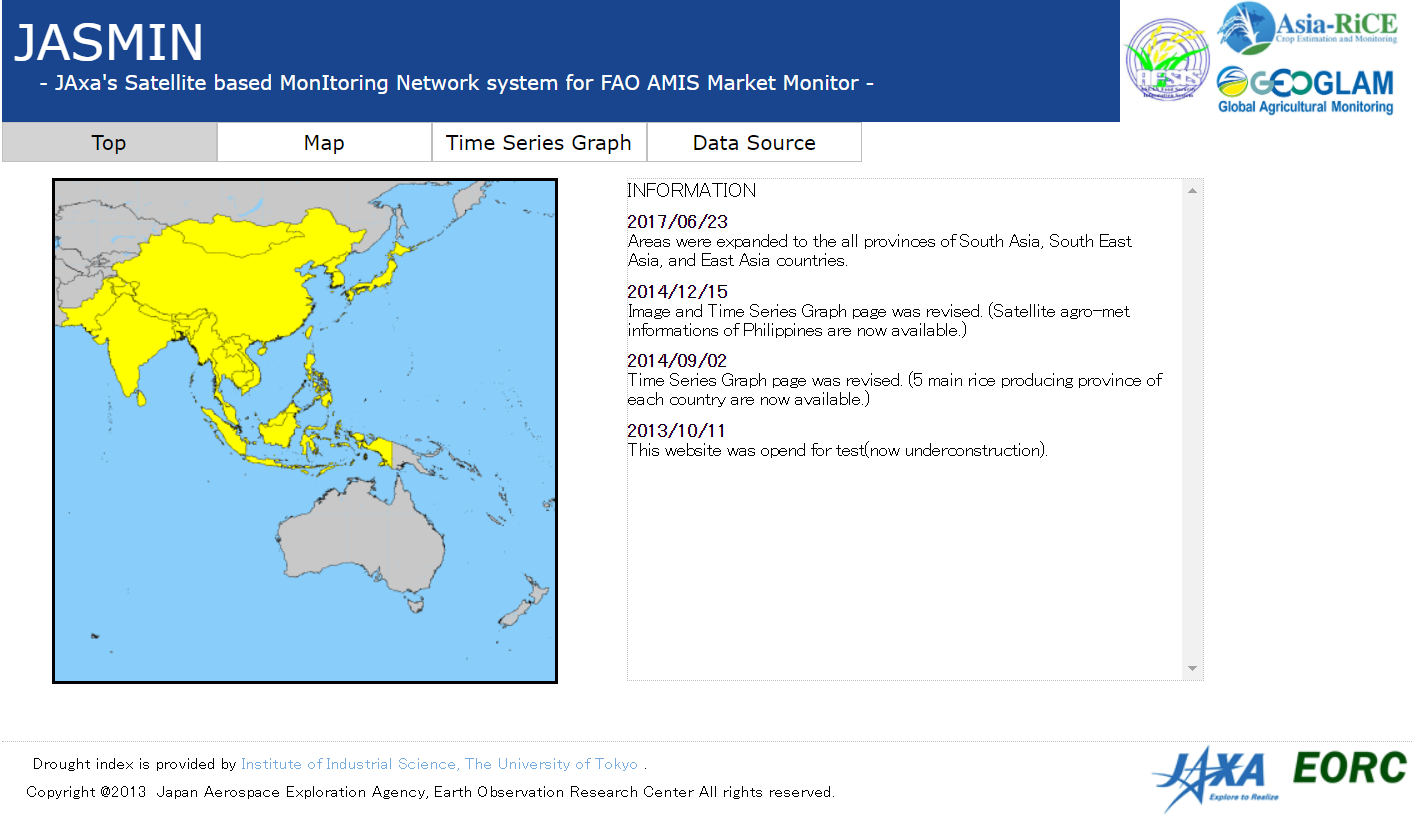 JASMIN
- JAxa's Satellite based MonItoring Network system for FAO AMIS Market Monitor -
AFSIS
Asia-RiCE
Crop Estimation and Monitoring
GEOGLAM
Global Agricultural Monitoring
Top
Map
Time Series Graph
Data Source
INFORMATION
2017/06/23
Areas were expanded to the all provinces of South Asia, South East
Asia, and East Asia countries.
2014/12/15
Image and Time Series Graph page was revised. (Satellite agro-met
informations of Philippines are now available.)
2014/09/02
Time Series Graph page was revised. (5 main rice producing province of
each country are now available.)
2013/10/11
This website was opend for test(now underconstruction).
Drought index is provided by Institute of Industrial Science, The University of Tokyo .
Copyright @2013 Japan Aerospace Exploration Agency, Earth Observation Research Center All rights reserved.
JAXA
Explore to Realize
EORC